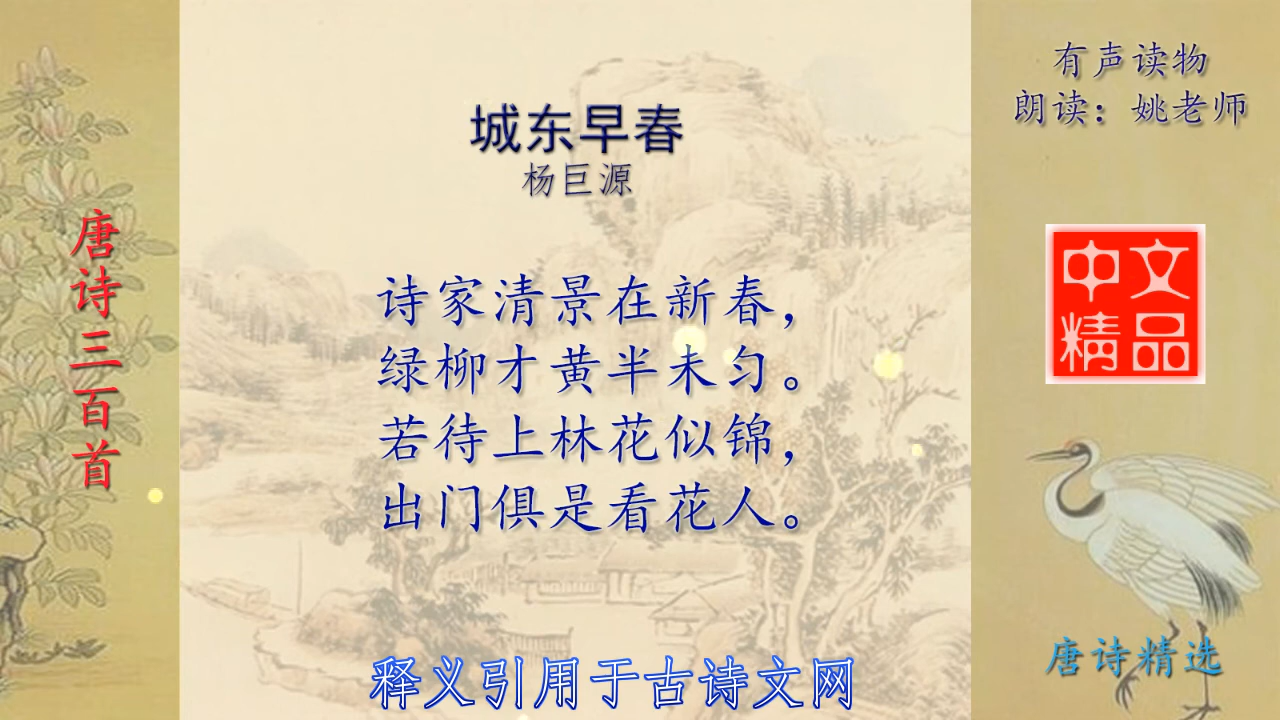 唐诗三百首
城东早春
杨巨源
诗家清景在新春，
绿柳才黄半未匀。
若待上林花似锦，
出门俱是看花人。
释义引用于古诗文网
有声读物
朗读：姚老师
中文
精品
唐诗精选